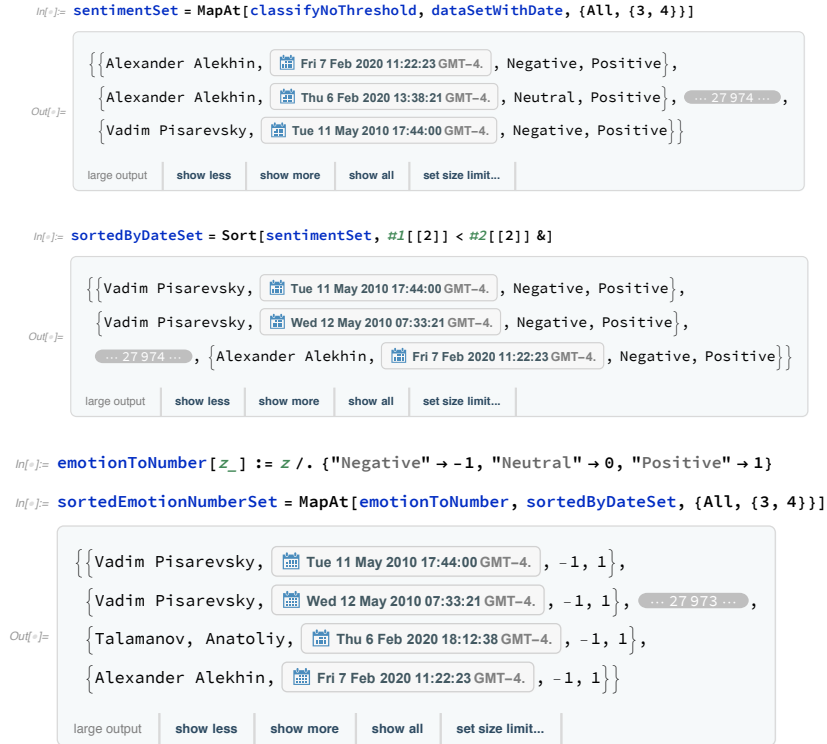 In[◦]:= sentimentSet = MapAt[classifyNoThreshold, dataSetWithDate, {All, {3, 4}}]
{{Alexander Alekhin, Fri 7 Feb 2020 11:22:23 GMT-4. , Negative, Positive},
Out[◦]= {Alexander Alekhin, Thu 6 Feb 2020 13:38:21 GMT-4. , Neutral, Positive}, ⋯ 27 974 ⋯ ,
{Vadim Pisarevsky, Tue 11 May 2010 17:44:00 GMT-4. , Negative, Positive}}
large output show less show more show all set size limit...
In[◦]:= sortedByDateSet = Sort[sentimentSet, #1[[2]] < #2[[2]] &]
{{Vadim Pisarevsky, Tue 11 May 2010 17:44:00 GMT-4. , Negative, Positive},
{Vadim Pisarevsky, Wed 12 May 2010 07:33:21 GMT-4. , Negative, Positive},
Out[◦]= ⋯ 27 974 ⋯ , {Alexander Alekhin, Fri 7 Feb 2020 11:22:23 GMT-4. , Negative, Positive}}
large output show less show more show all set size limit...
In[◦]:= emotionToNumber[z_] := z /. {"Negative" → -1, "Neutral" → 0, "Positive" → 1}
In[◦]:= sortedEmotionNumberSet = MapAt[emotionToNumber, sortedByDateSet, {All, {3, 4}}]
{{Vadim Pisarevsky, Tue 11 May 2010 17:44:00 GMT-4. , -1, 1},
{Vadim Pisarevsky, Wed 12 May 2010 07:33:21 GMT-4. , -1, 1}, ⋯ 27 973 ⋯ ,
Out[◦]= {Talamanov, Anatoliy, Thu 6 Feb 2020 18:12:38 GMT-4. , -1, 1},
{Alexander Alekhin, Fri 7 Feb 2020 11:22:23 GMT-4. , -1, 1}}
large output show less show more show all set size limit...